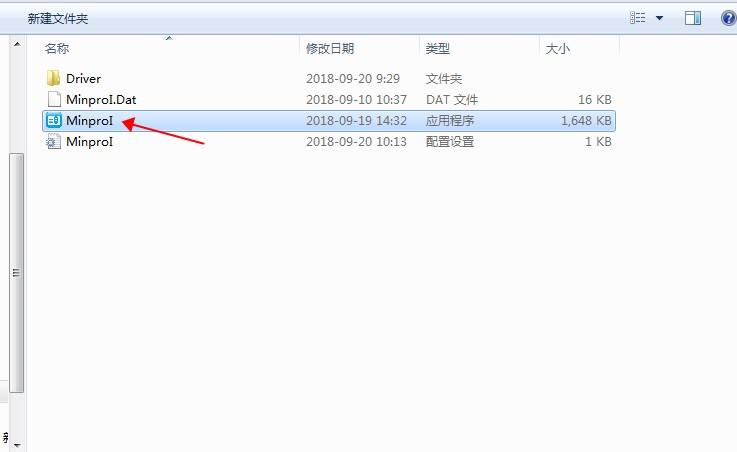 新建文件夹
名称 修改日期 类型 大小
Driver 2018-09-20 9:29 文件夹
MinproI.Dat 2018-09-10 10:37 DAT 文件 16 KB
MinproI 2018-09-19 14:32 应用程序 1,648 KB
MinproI 2018-09-20 10:13 配置设置 1 KB